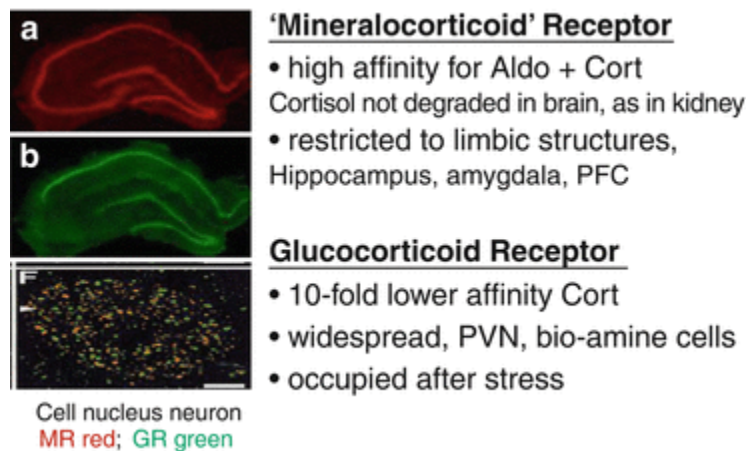 a
b
F
Cell nucleus neuron
MR red; GR green
‘Mineralocorticoid’ Receptor
• high affinity for Aldo + Cort
Cortisol not degraded in brain, as in kidney
• restricted to limbic structures,
Hippocampus, amygdala, PFC
Glucocorticoid Receptor
• 10-fold lower affinity Cort
• widespread, PVN, bio-amine cells
• occupied after stress